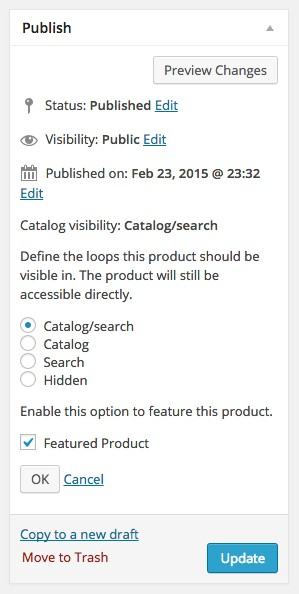 Publish
Preview Changes
Status: Published Edit
Visibility: Public Edit
Published on: Feb 23, 2015 @ 23:32
Edit
Catalog visibility: Catalog/search
Define the loops this product should be
visible in. The product will still be
accessible directly.
Catalog/search
Catalog
Search
Hidden
Enable this option to feature this product.
Featured Product
OK Cancel
Copy to a new draft
Move to Trash
Update